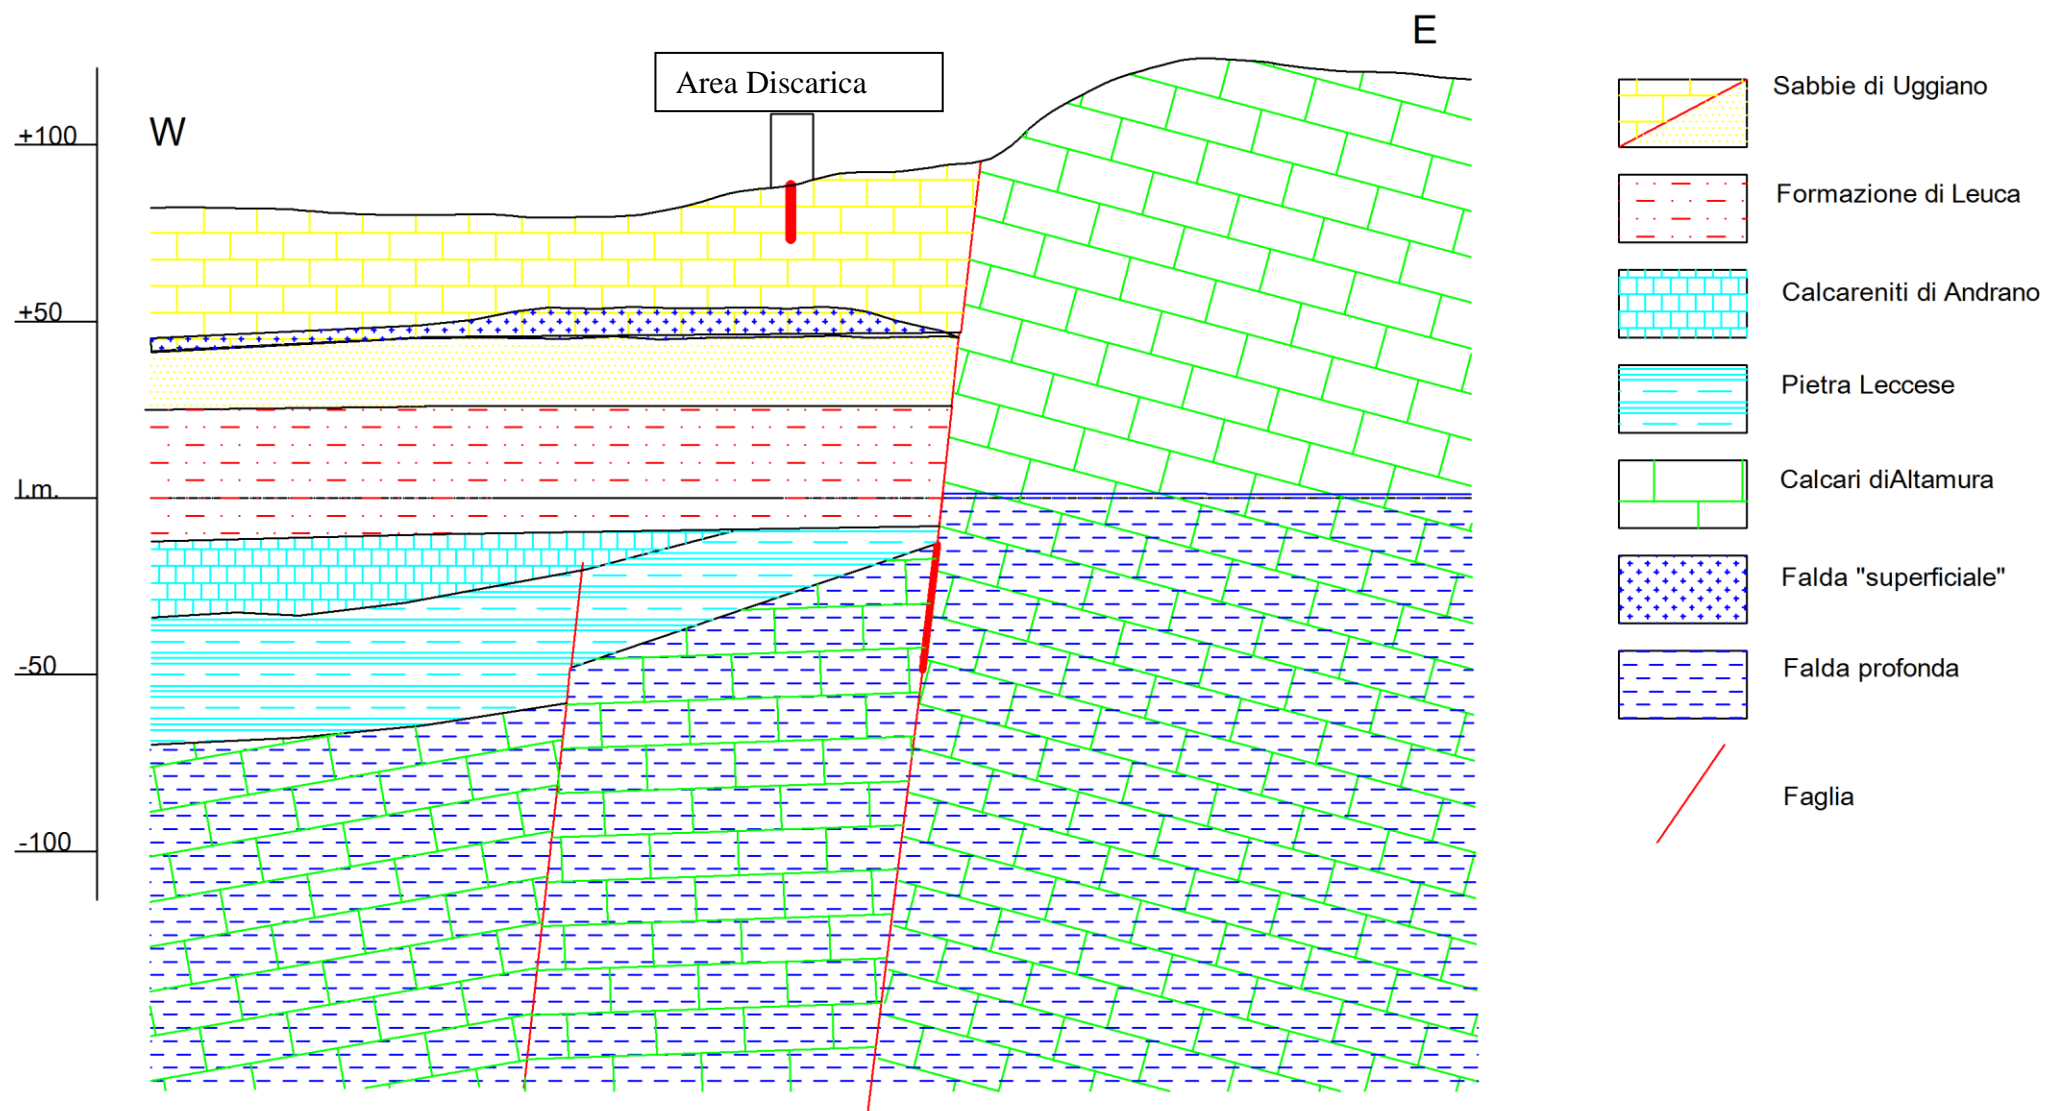 E
Area Discarica
W
+100
+50
l.m.
-50
-100
Sabbie di Uggiano
Formazione di Leuca
Calcareniti di Andrano
Pietra Leccese
Calcari diAltamura
Falda "superficiale"
Falda profonda
Faglia